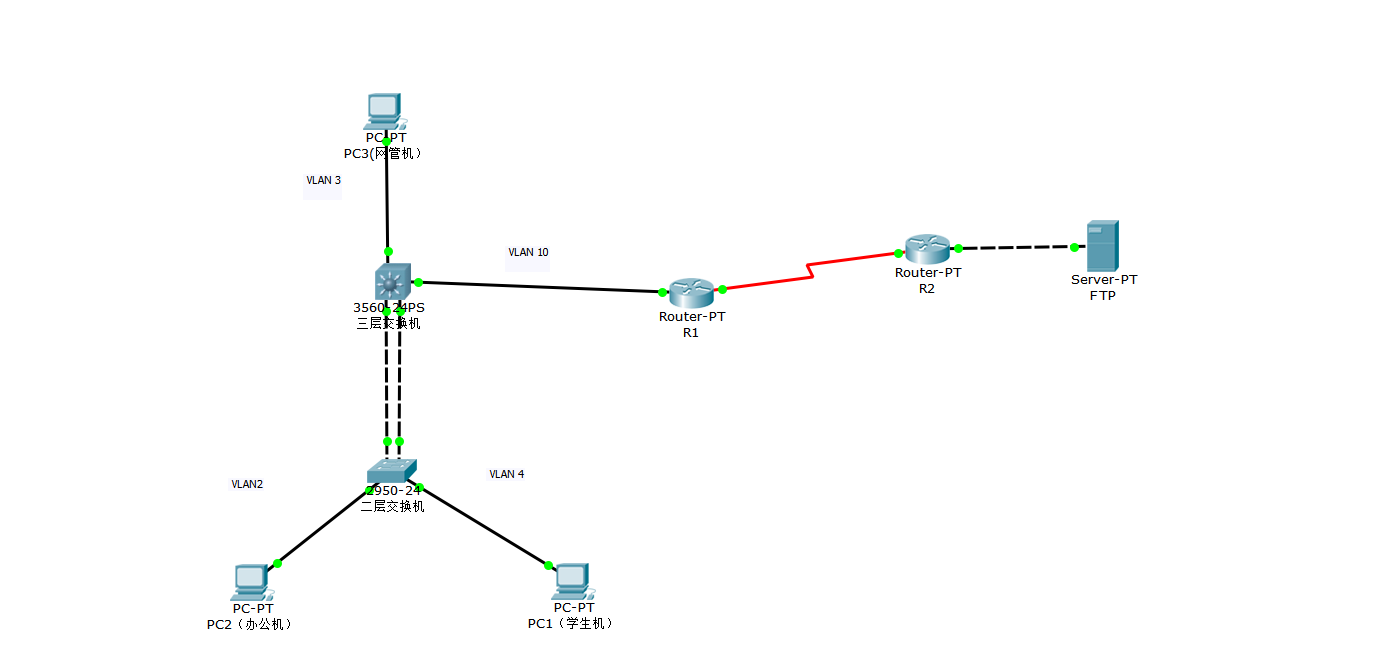 PC-PT
PC3(网管机）
VLAN 3
VLAN 10
3560-24PS
三层交换机
Router-PT
R1
Router-PT
R2
Server-PT
FTP
VLAN2
VLAN 4
2950-24
二层交换机
PC-PT
PC2（办公机）
PC-PT
PC1（学生机）